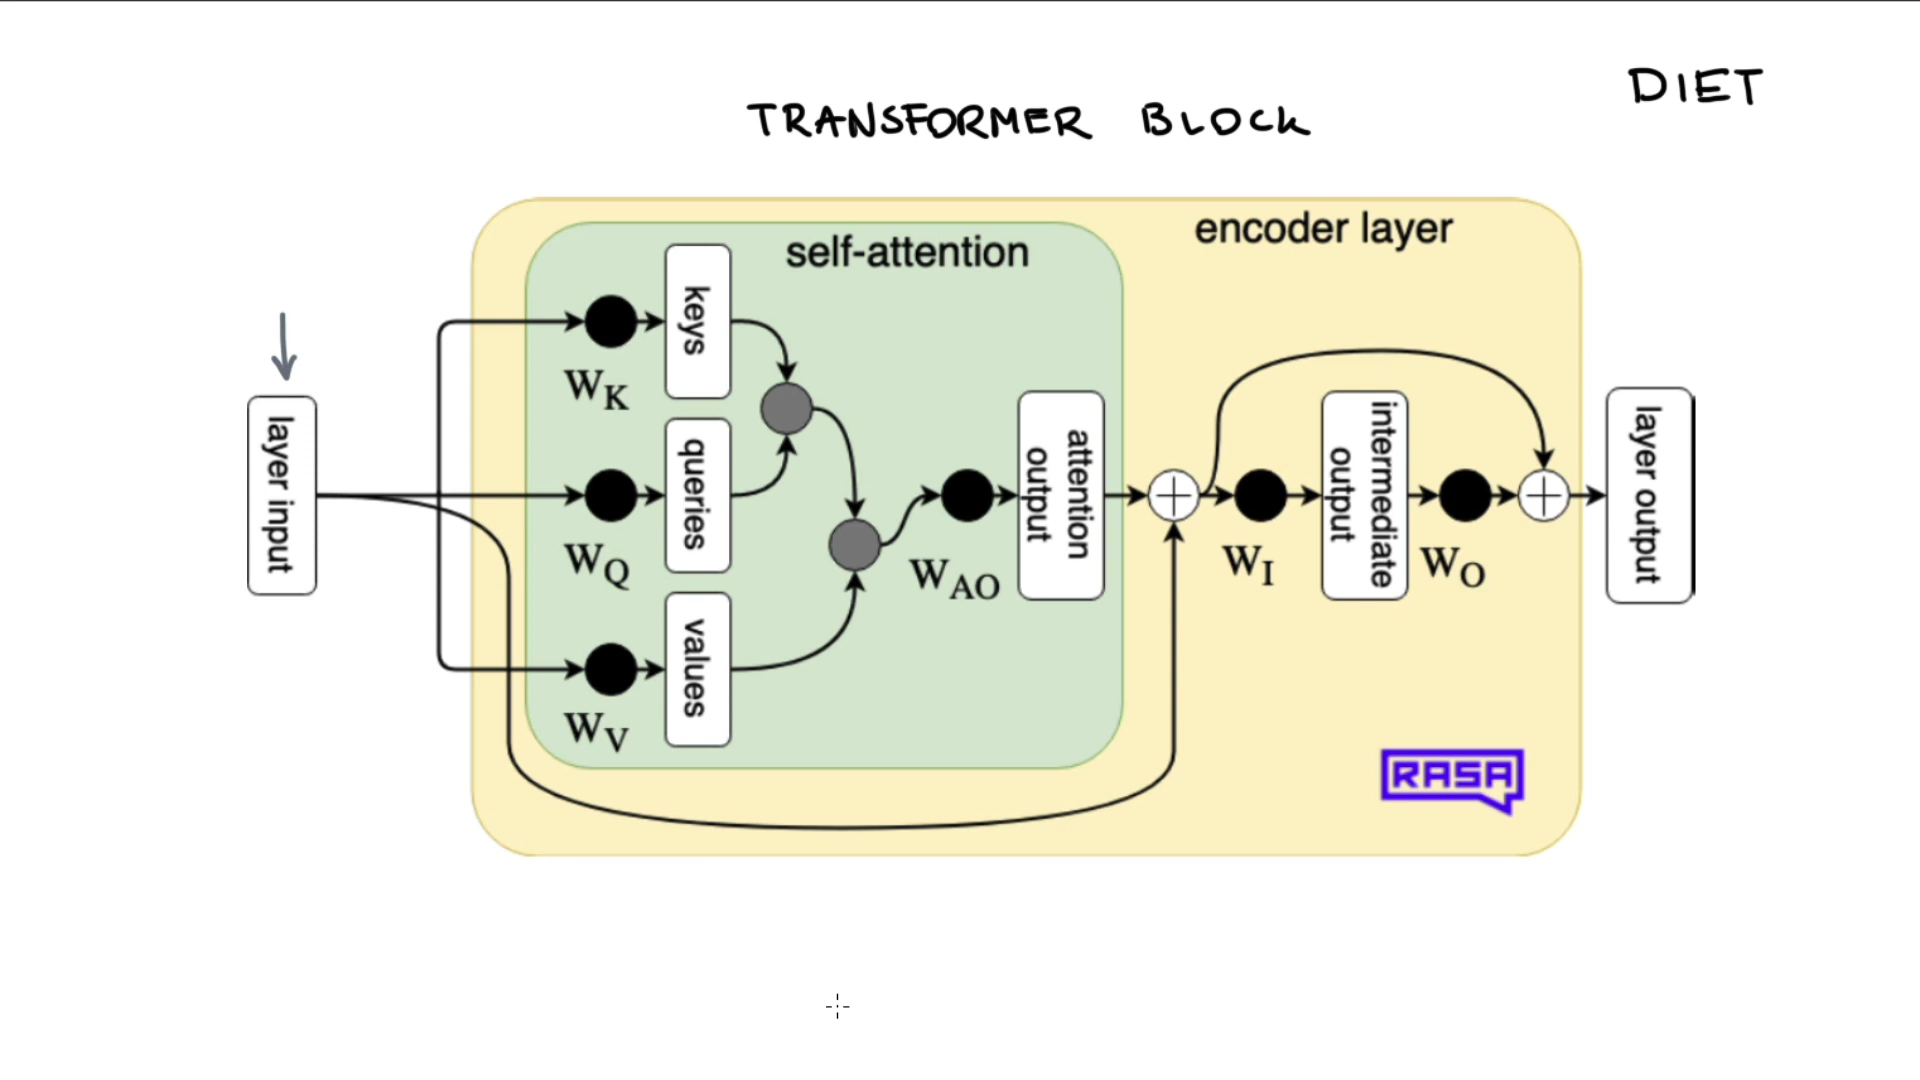 DIET
TRANSFORMER BLOCK
encoder layer
self-attention
layer input
W_K
keys
W_Q
queries
W_V
values
W_AO
attention
output
W_I
intermediate
output
W_O
layer output
RASA